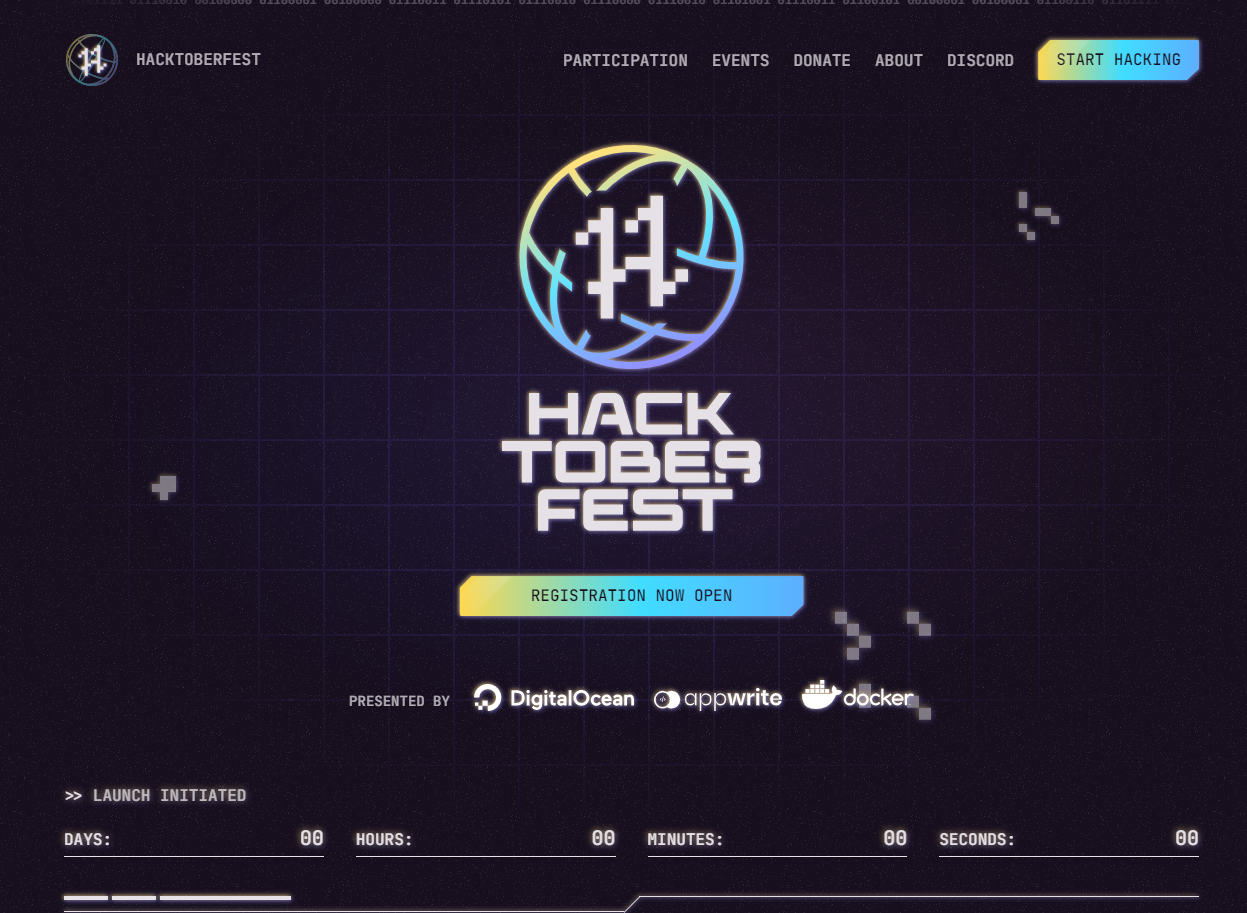 HACKTOBERFEST
PARTICIPATION EVENTS DONATE ABOUT DISCORD START HACKING
HACK
TOBER
FEST
REGISTRATION NOW OPEN
PRESENTED BY DigitalOcean appwrite docker
>> LAUNCH INITIATED
DAYS: 00 HOURS: 00 MINUTES: 00 SECONDS: 00